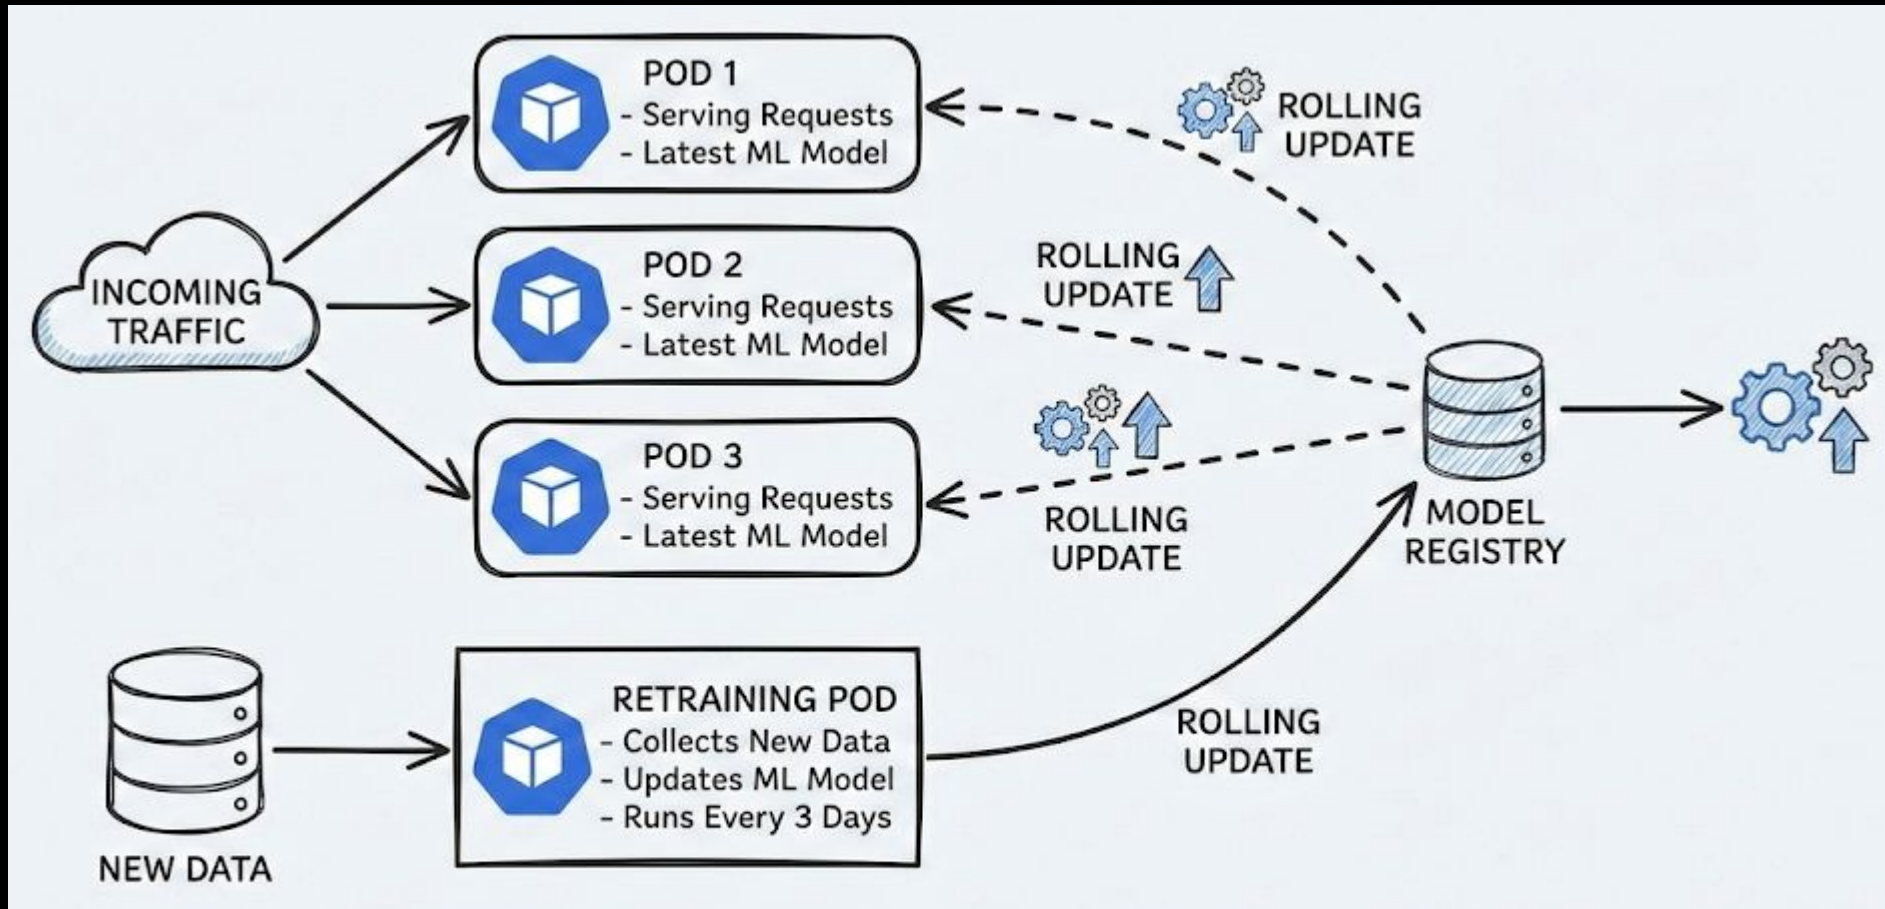 POD 1
- Serving Requests
- Latest ML Model
ROLLING
UPDATE
INCOMING
TRAFFIC
POD 2
- Serving Requests
- Latest ML Model
ROLLING
UPDATE
POD 3
- Serving Requests
- Latest ML Model
ROLLING
UPDATE
MODEL
REGISTRY
NEW DATA
RETRAINING POD
- Collects New Data
- Updates ML Model
- Runs Every 3 Days
ROLLING
UPDATE